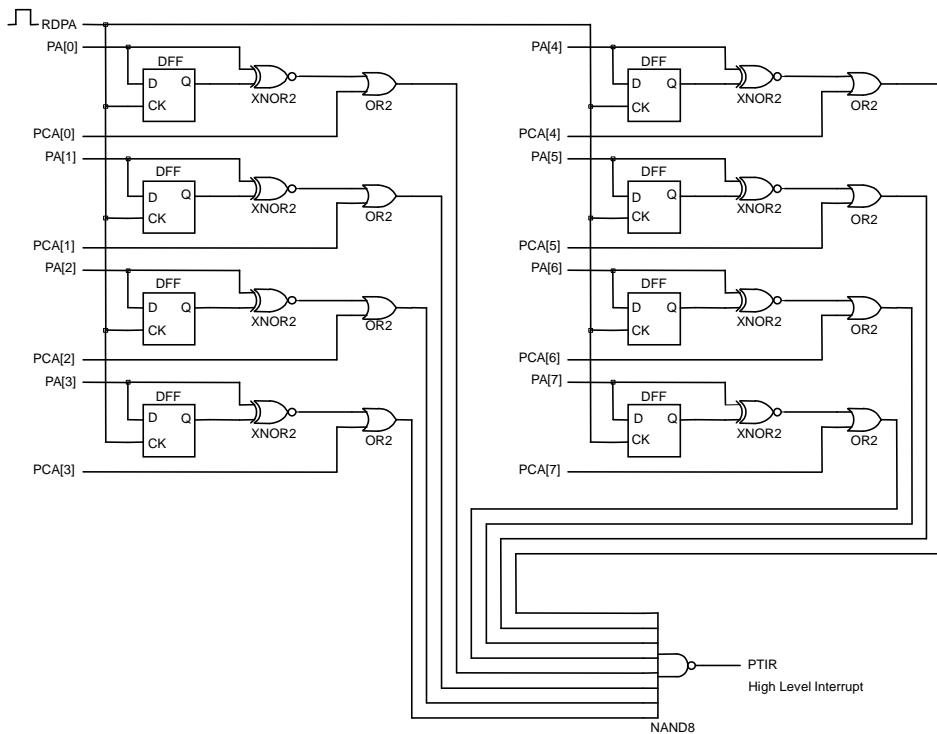 RDPA
PA[0] PA[4]
DFF DFF
D Q D Q
XNOR2 XNOR2
CK CK
OR2 OR2
PCA[0] PCA[4]
PA[1] PA[5]
DFF DFF
D Q D Q
XNOR2 XNOR2
CK CK
OR2 OR2
PCA[1] PCA[5]
PA[2] PA[6]
DFF DFF
D Q D Q
XNOR2 XNOR2
CK CK
OR2 OR2
PCA[2] PCA[6]
PA[3] PA[7]
DFF DFF
D Q D Q
XNOR2 XNOR2
CK CK
OR2 OR2
PCA[3] PCA[7]
PTIR
High Level Interrupt
NAND8